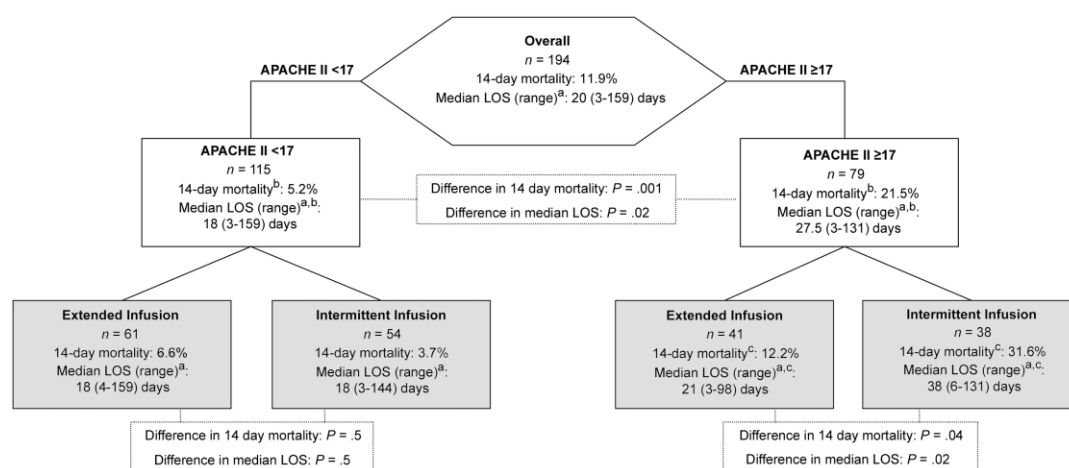 Overall
n = 194
14-day mortality: 11.9%
Median LOS (range)a: 20 (3-159) days
APACHE II <17
APACHE II ≥17
APACHE II <17
n = 115
14-day mortalityb: 5.2%
Median LOS (range)a,b:
18 (3-159) days
Difference in 14 day mortality: P = .001
Difference in median LOS: P = .02
APACHE II ≥17
n = 79
14-day mortalityb: 21.5%
Median LOS (range)a,b:
27.5 (3-131) days
Extended Infusion
n = 61
14-day mortality: 6.6%
Median LOS (range)a:
18 (4-159) days
Intermittent Infusion
n = 54
14-day mortality: 3.7%
Median LOS (range)a:
18 (3-144) days
Extended Infusion
n = 41
14-day mortalityc: 12.2%
Median LOS (range)a,c:
21 (3-98) days
Intermittent Infusion
n = 38
14-day mortalityc: 31.6%
Median LOS (range)a,c:
38 (6-131) days
Difference in 14 day mortality: P = .5
Difference in median LOS: P = .5
Difference in 14 day mortality: P = .04
Difference in median LOS: P = .02